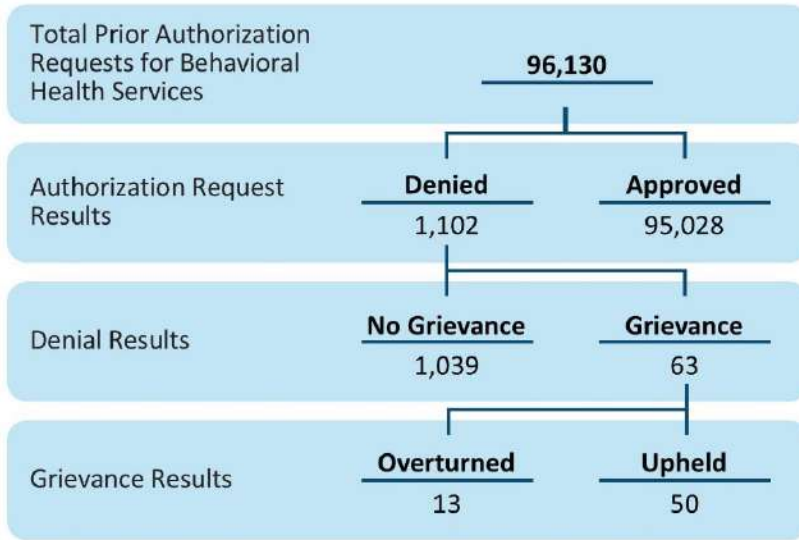 Total Prior Authorization
Requests for Behavioral
Health Services
96,130
Authorization Request
Results
Denied
Approved
1,102
95,028
Denial Results
No Grievance
Grievance
1,039
63
Grievance Results
Overturned
Upheld
13
50